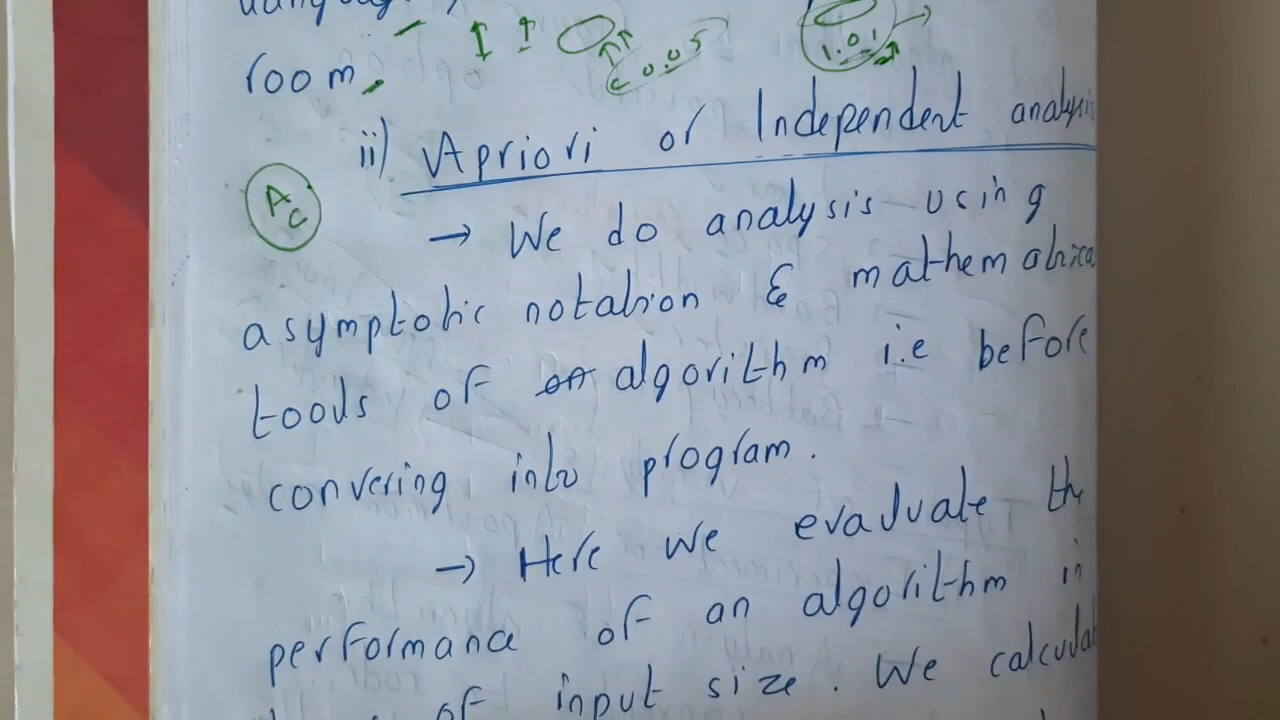 room,
0.05
1.01
ii) Apriori or Independent analysis
Ac
→ We do analysis using
asymptotic notation & mathematical
tools of algorithm i.e before
convering into program.
→ Here we evaluate the
performance of an algorithm in
of input size. We calculat